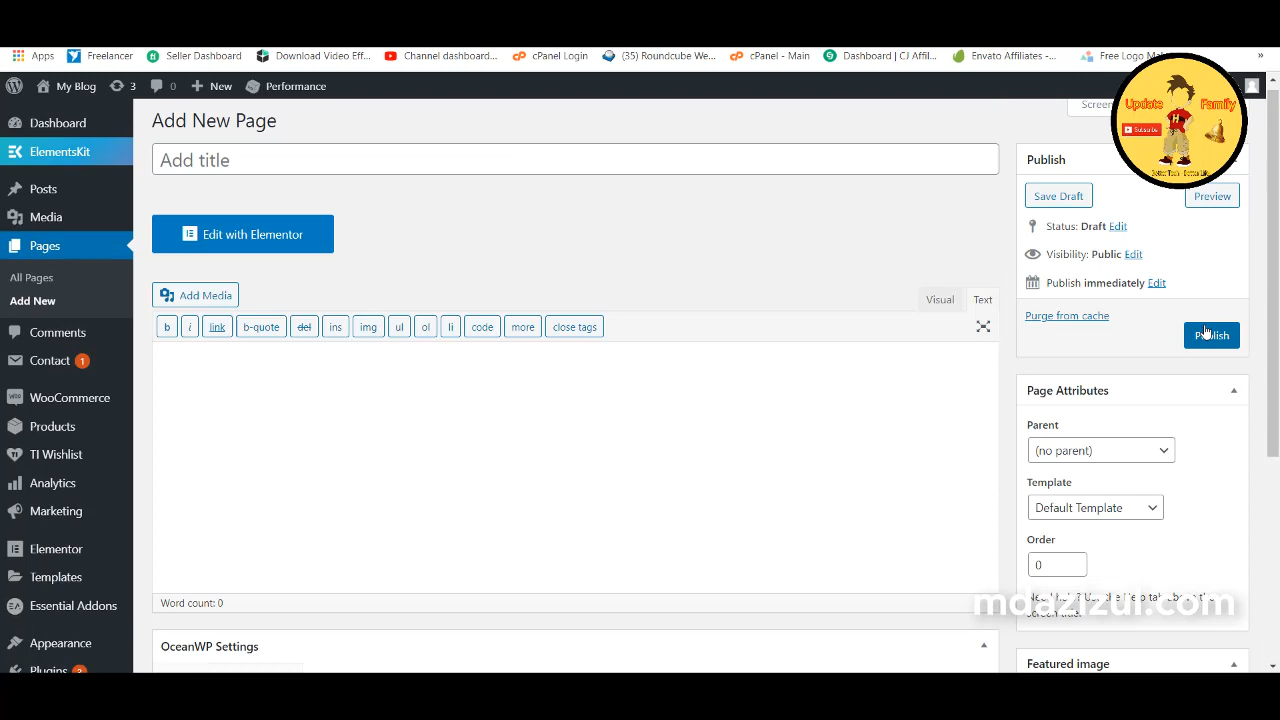 Apps Freelancer Seller Dashboard Download Video Eff... Channel dashboard... cPanel Login (35) Roundcube We... cPanel - Main Dashboard | CJ Affil... Envato Affiliates -... Free Logo »
My Blog 3 0 New Performance
Update Family
Subscribe
Dashboard
ElementsKit
Posts
Media
Pages
All Pages
Add New
Comments
Contact 1
WooCommerce
Products
TI Wishlist
Analytics
Marketing
Elementor
Templates
Essential Addons
Appearance
Plugins
Add New Page
Add title
Edit with Elementor
Add Media
Visual Text
b i link b-quote del ins img ul ol li code more close tags
Word count: 0
OceanWP Settings
Publish
Save Draft Preview
Status: Draft Edit
Visibility: Public Edit
Publish immediately Edit
Purge from cache
Publish
Page Attributes
Parent
(no parent)
Template
Default Template
Order
0
mdazizul.com
screen title.
Featured image